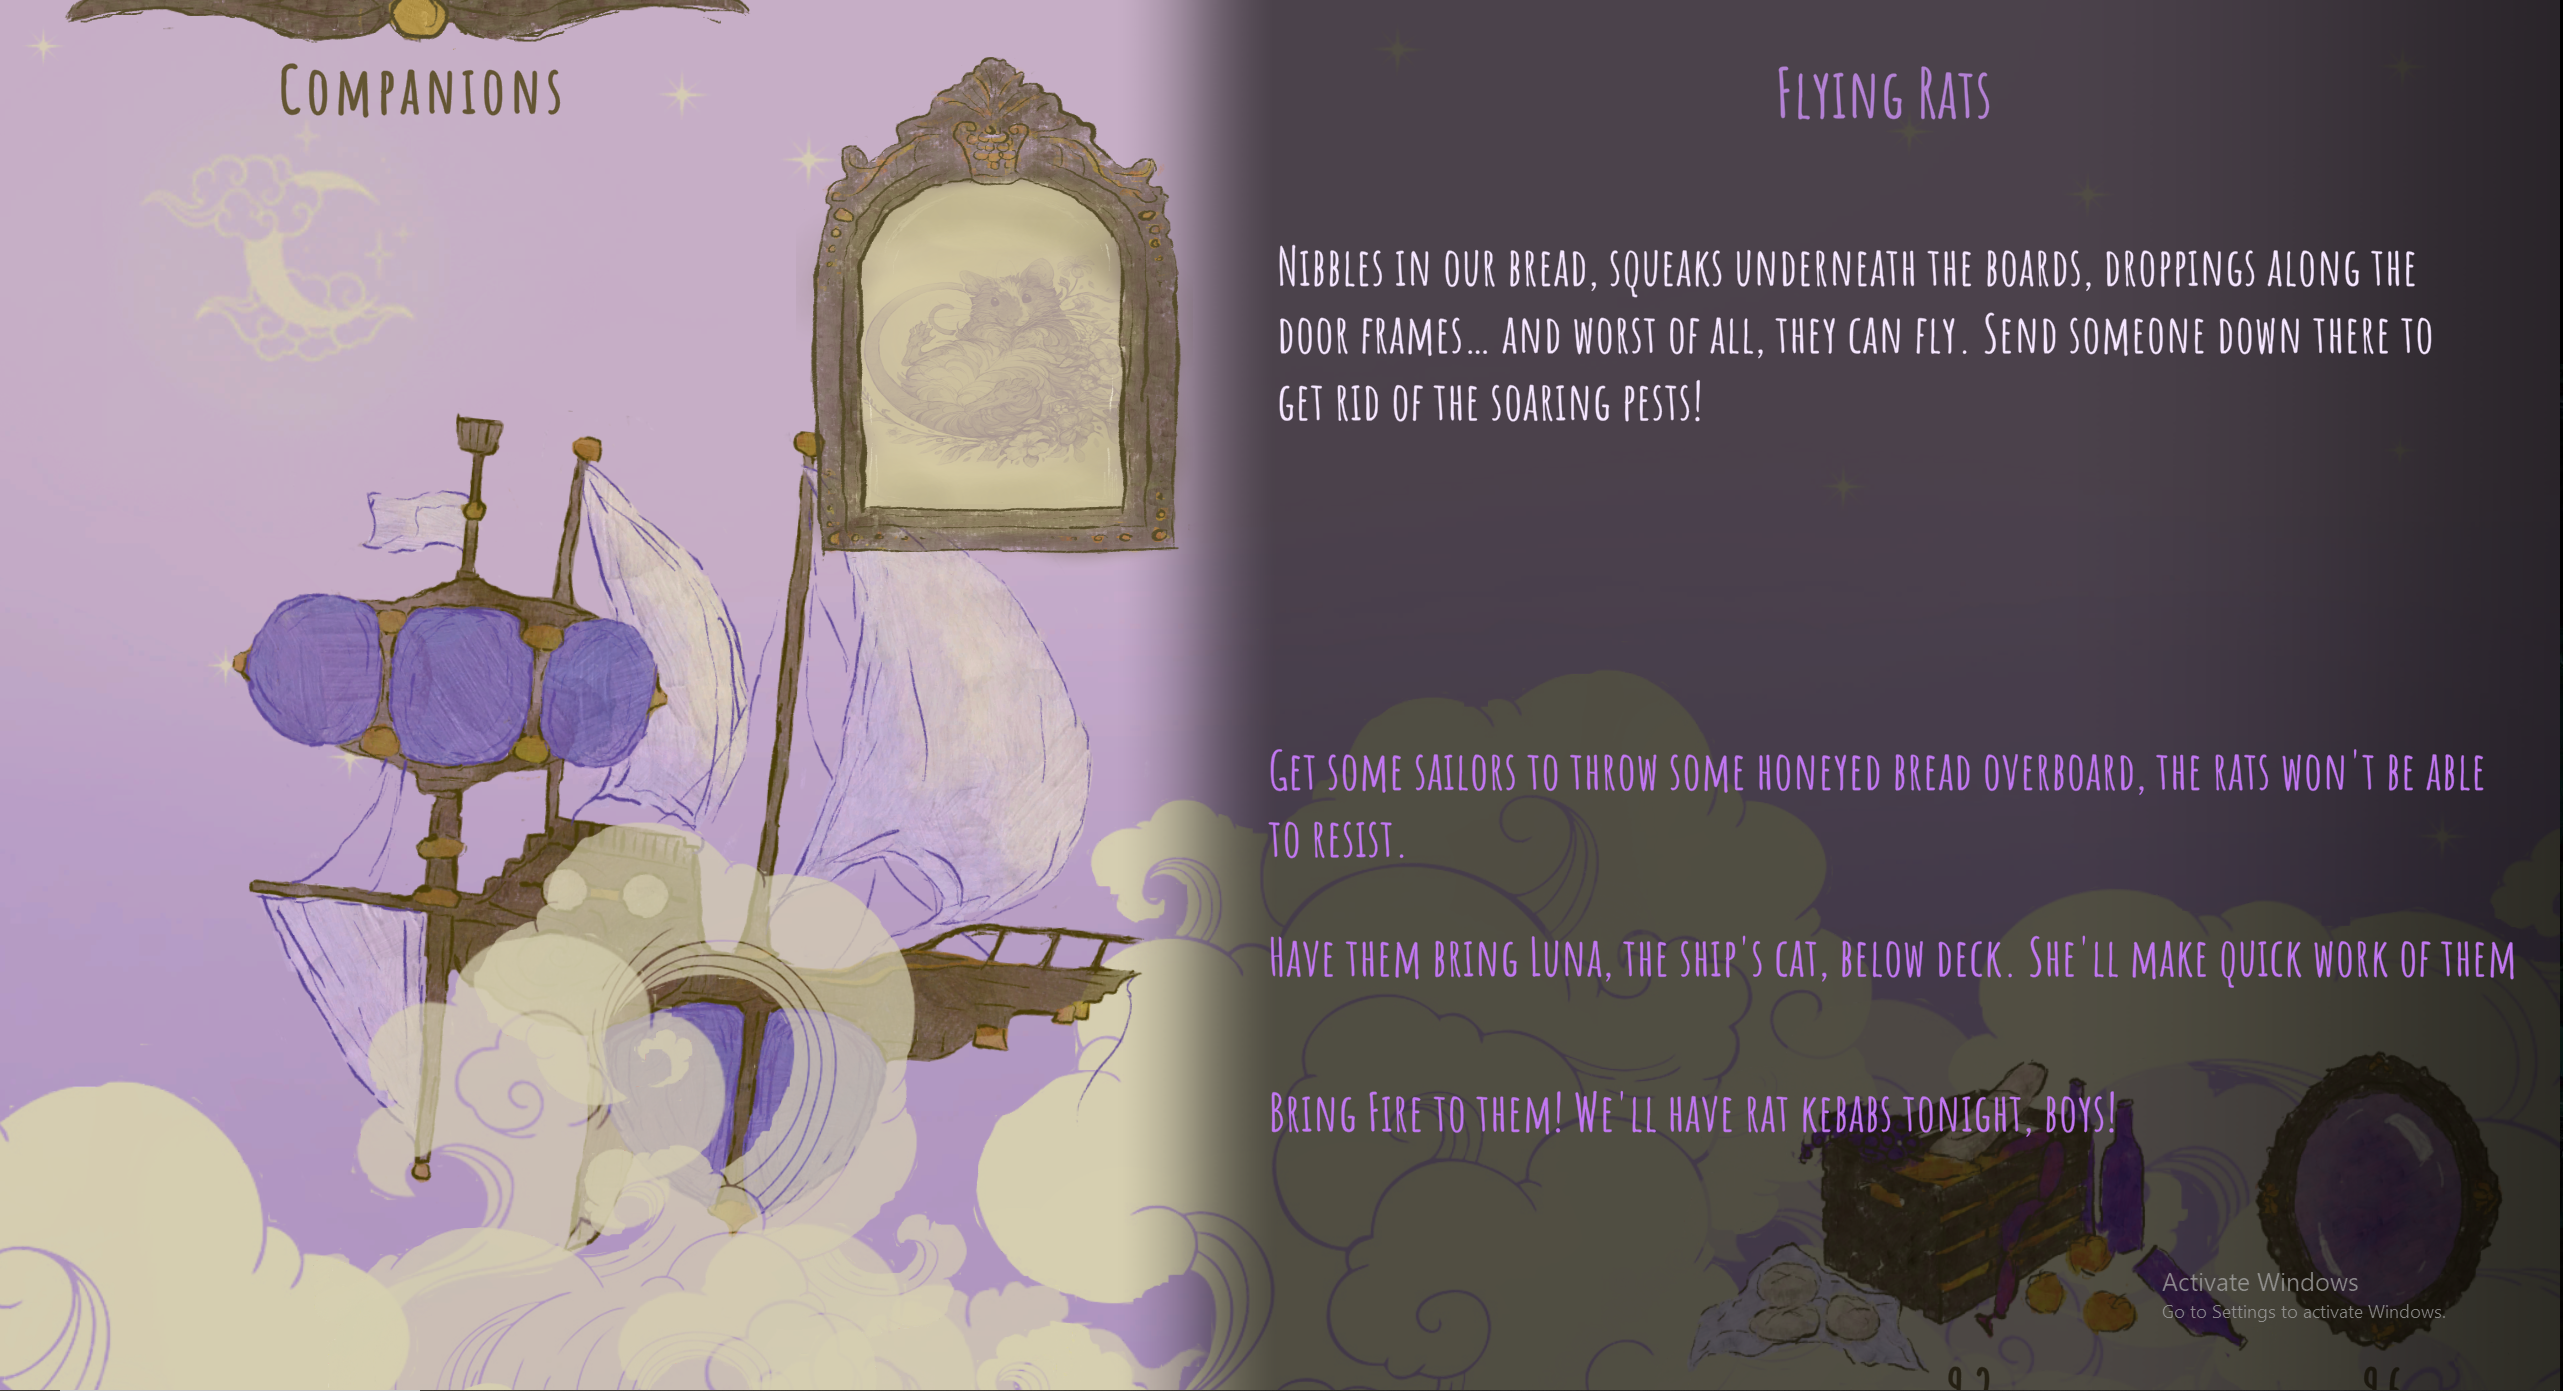 Companions
Flying Rats
Nibbles in our bread, squeaks underneath the boards, droppings along the
door frames... and worst of all, they can fly. Send someone down there to
get rid of the soaring pests!
Get some sailors to throw some honeyed bread overboard, the rats won't be able
to resist.
Have them bring Luna, the ship's cat, below deck. She'll make quick work of them
Bring Fire to them! We'll have rat kebabs tonight, boys!
Activate Windows
Go to Settings to activate Windows.